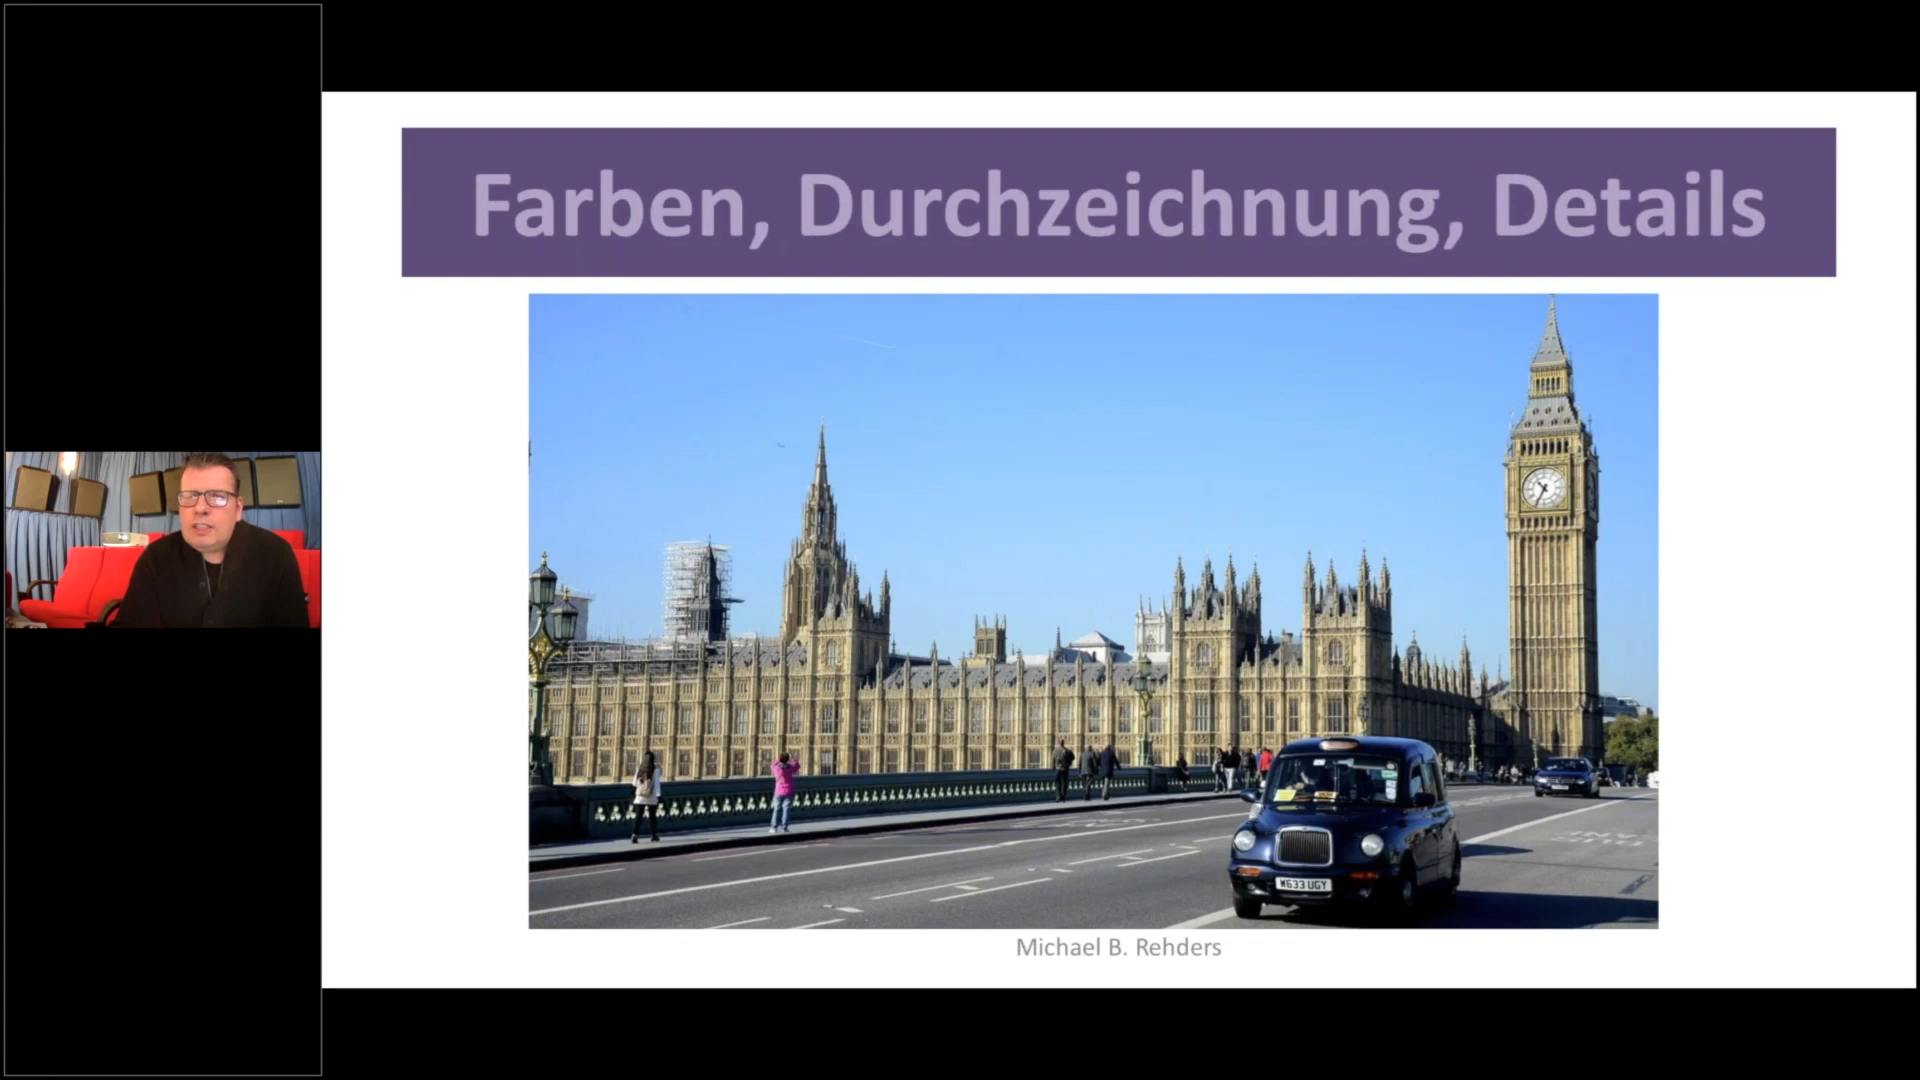 Farben, Durchzeichnung, Details
W633 UGY
Michael B. Rehders